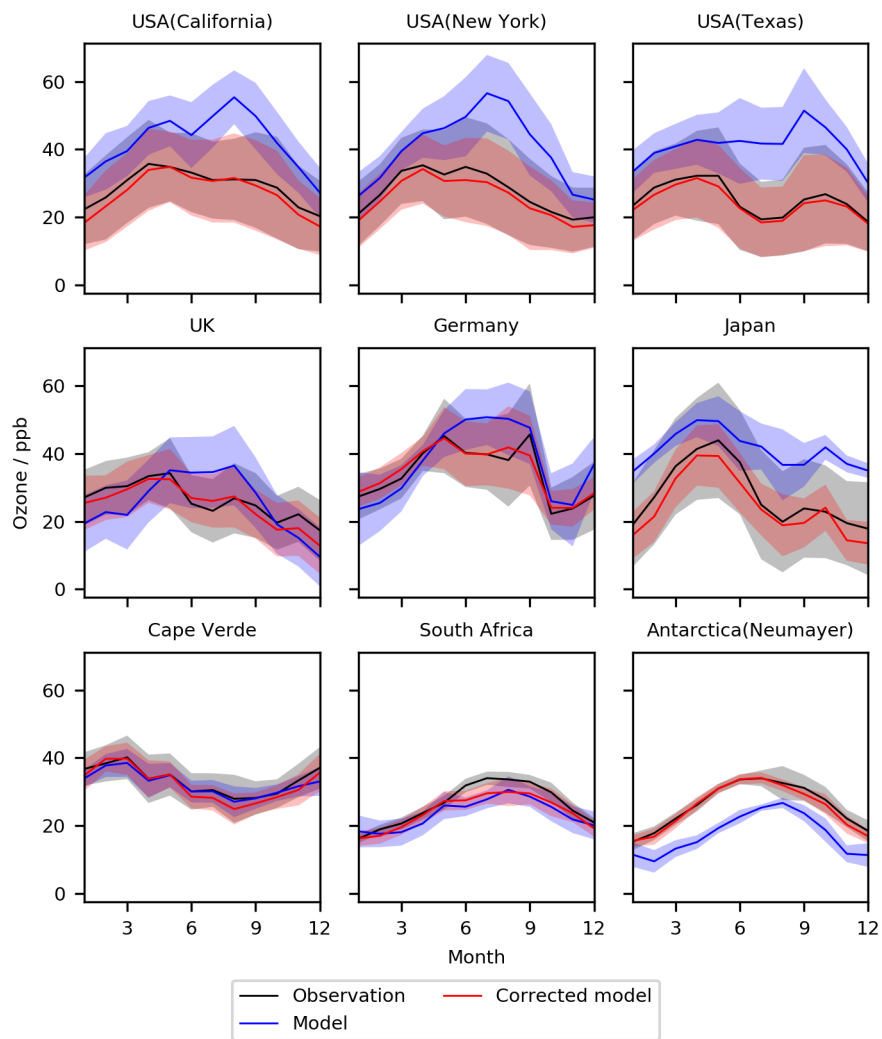 USA(California) USA(New York) USA(Texas)
60
40
20
0
UK Germany Japan
60
40
20
0
Ozone / ppb
Cape Verde South Africa Antarctica(Neumayer)
60
40
20
0
3 6 9 12 3 6 9 12 3 6 9 12
Month
Observation Corrected model
Model